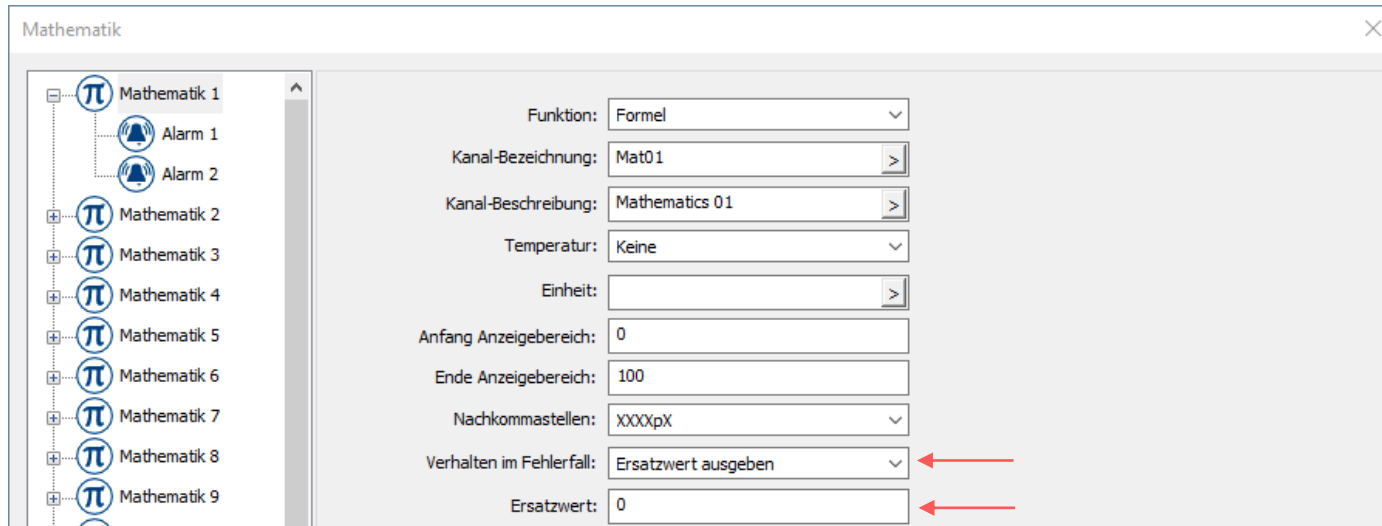 Mathematik
Mathematik 1
Alarm 1
Alarm 2
Mathematik 2
Mathematik 3
Mathematik 4
Mathematik 5
Mathematik 6
Mathematik 7
Mathematik 8
Mathematik 9
Funktion: Formel
Kanal-Bezeichnung: Mat01 >
Kanal-Beschreibung: Mathematics 01 >
Temperatur: Keine
Einheit: >
Anfang Anzeigebereich: 0
Ende Anzeigebereich: 100
Nachkommastellen: XXXXpX
Verhalten im Fehlerfall: Ersatzwert ausgeben
Ersatzwert: 0